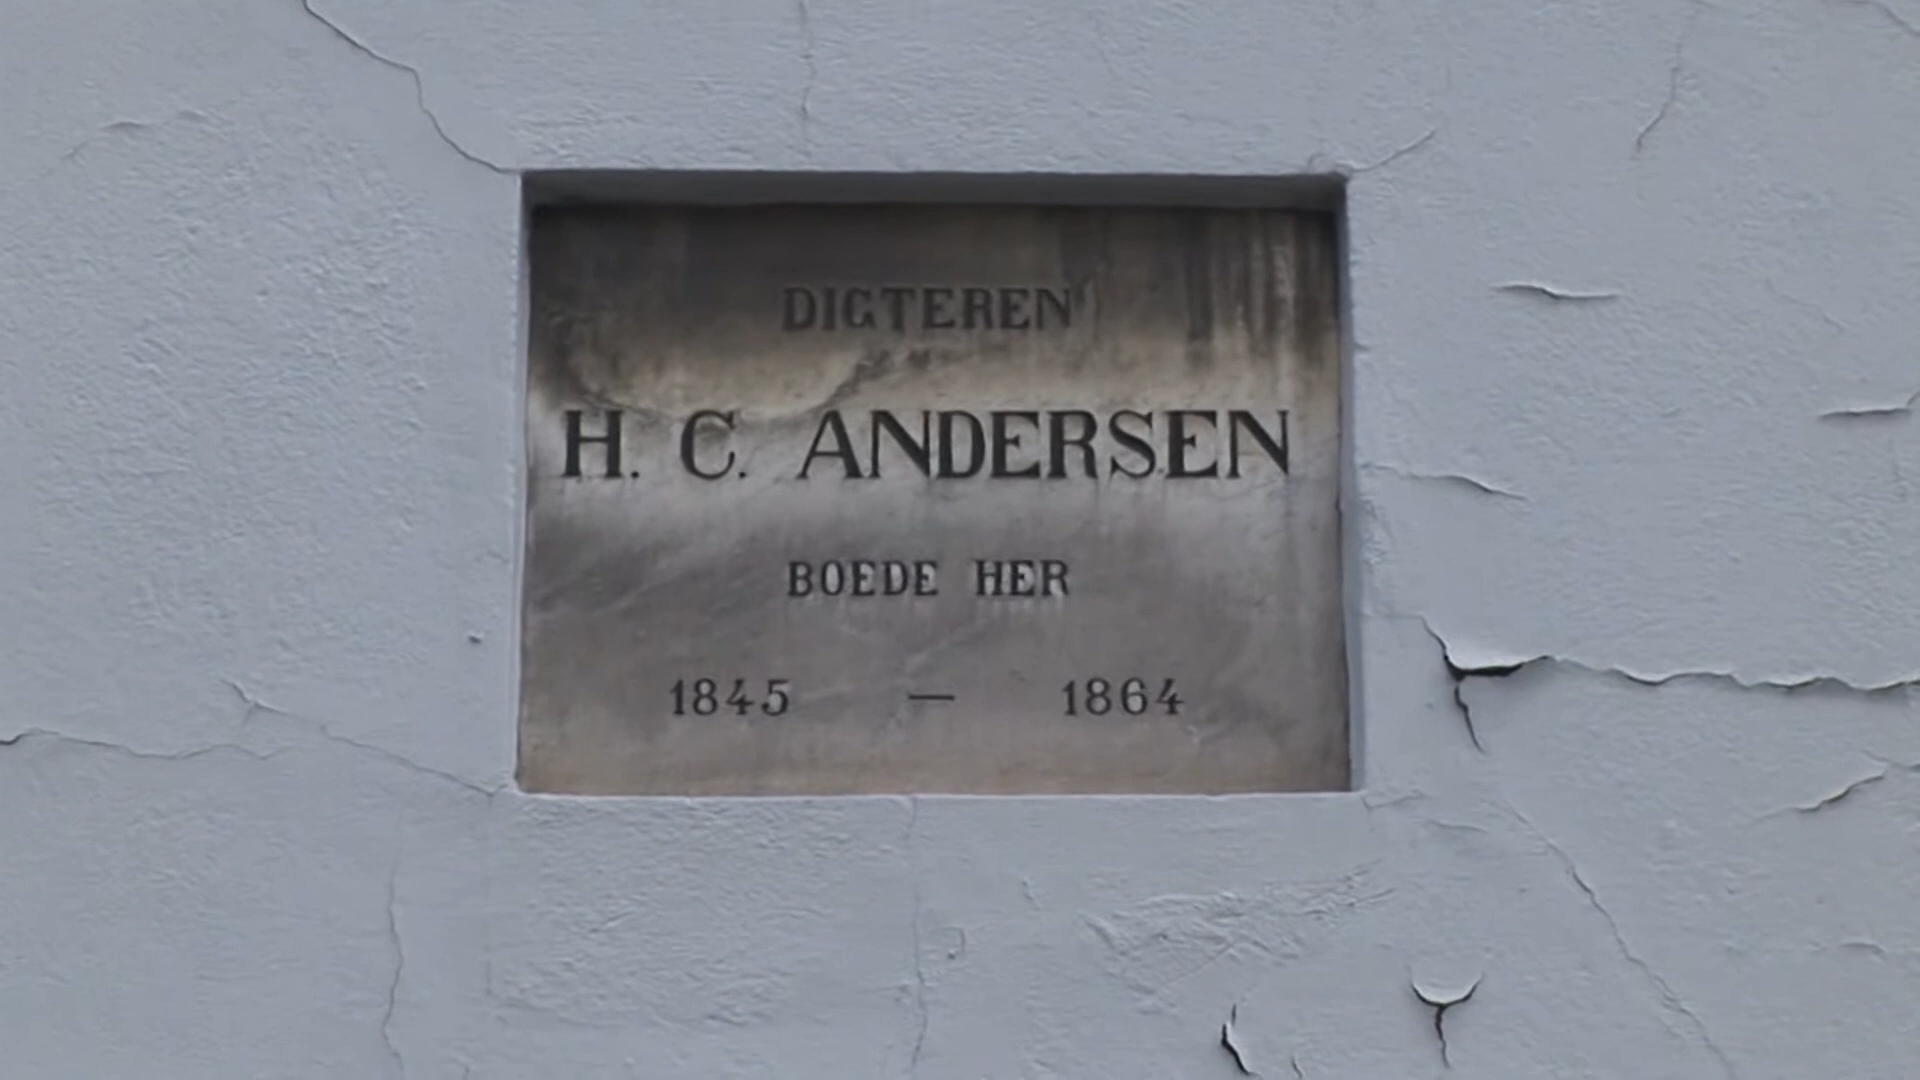 DIGTEREN
H. C. ANDERSEN
BOEDE HER
1845 — 1864